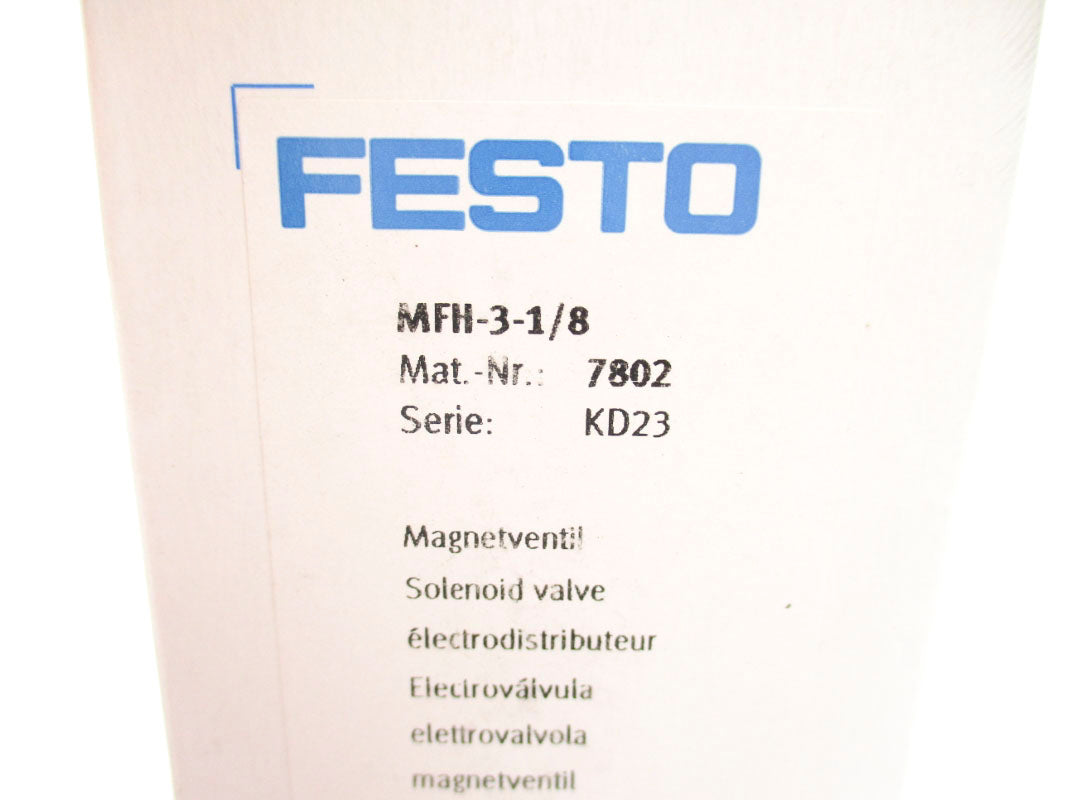 FESTO
MFH-3-1/8
Mat.-Nr.: 7802
Serie: KD23
Magnetventil
Solenoid valve
électrodistributeur
Electroválvula
elettrovalvola
magnetventil